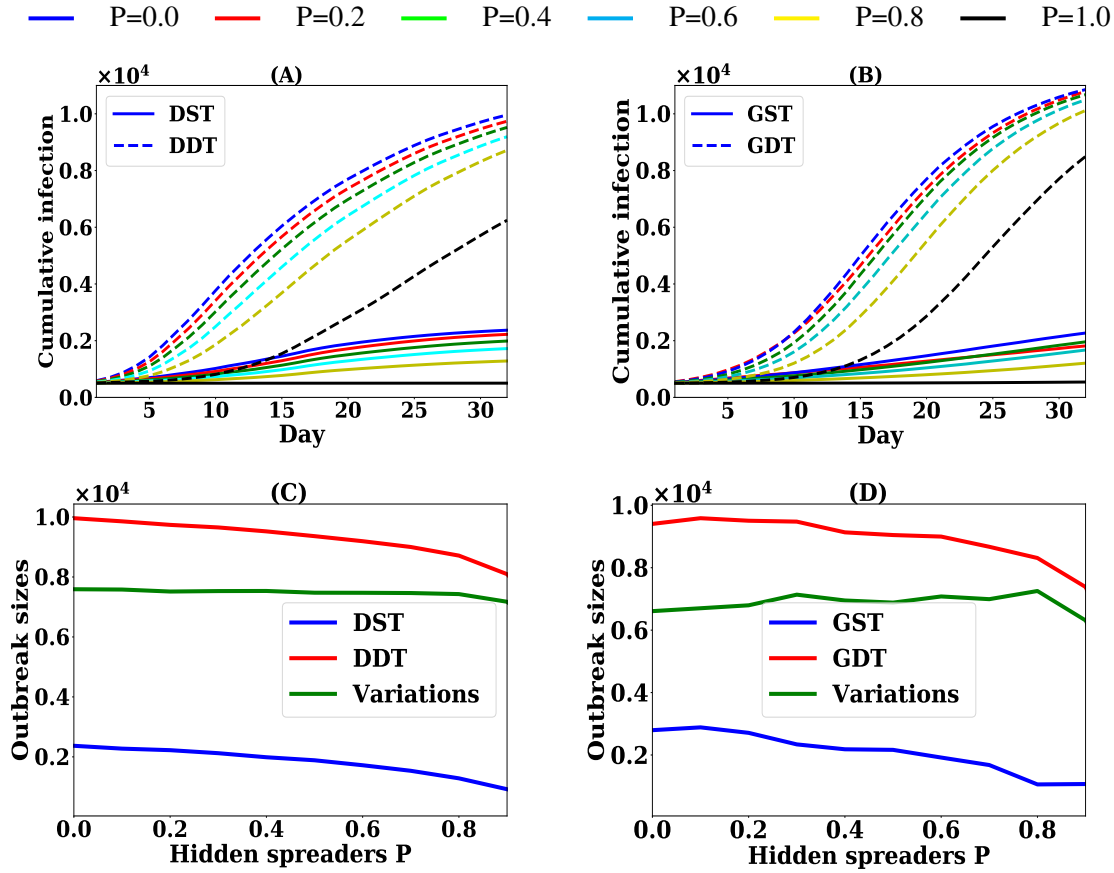 P=0.0 P=0.2 P=0.4 P=0.6 P=0.8 P=1.0
×10⁴ (A)
DST
DDT
Cumulative infection
1.0
0.8
0.6
0.4
0.2
0.0
5 10 15 20 25 30
Day
×10⁴ (B)
GST
GDT
Cumulative infection
1.0
0.8
0.6
0.4
0.2
0.0
5 10 15 20 25 30
Day
×10⁴ (C)
Outbreak sizes
1.0
0.8
0.6
0.4
0.2
DST
DDT
Variations
0.0 0.2 0.4 0.6 0.8
Hidden spreaders P
×10⁴ (D)
Outbreak sizes
1.0
0.8
0.6
0.4
0.2
GST
GDT
Variations
0.0 0.2 0.4 0.6 0.8
Hidden spreaders P